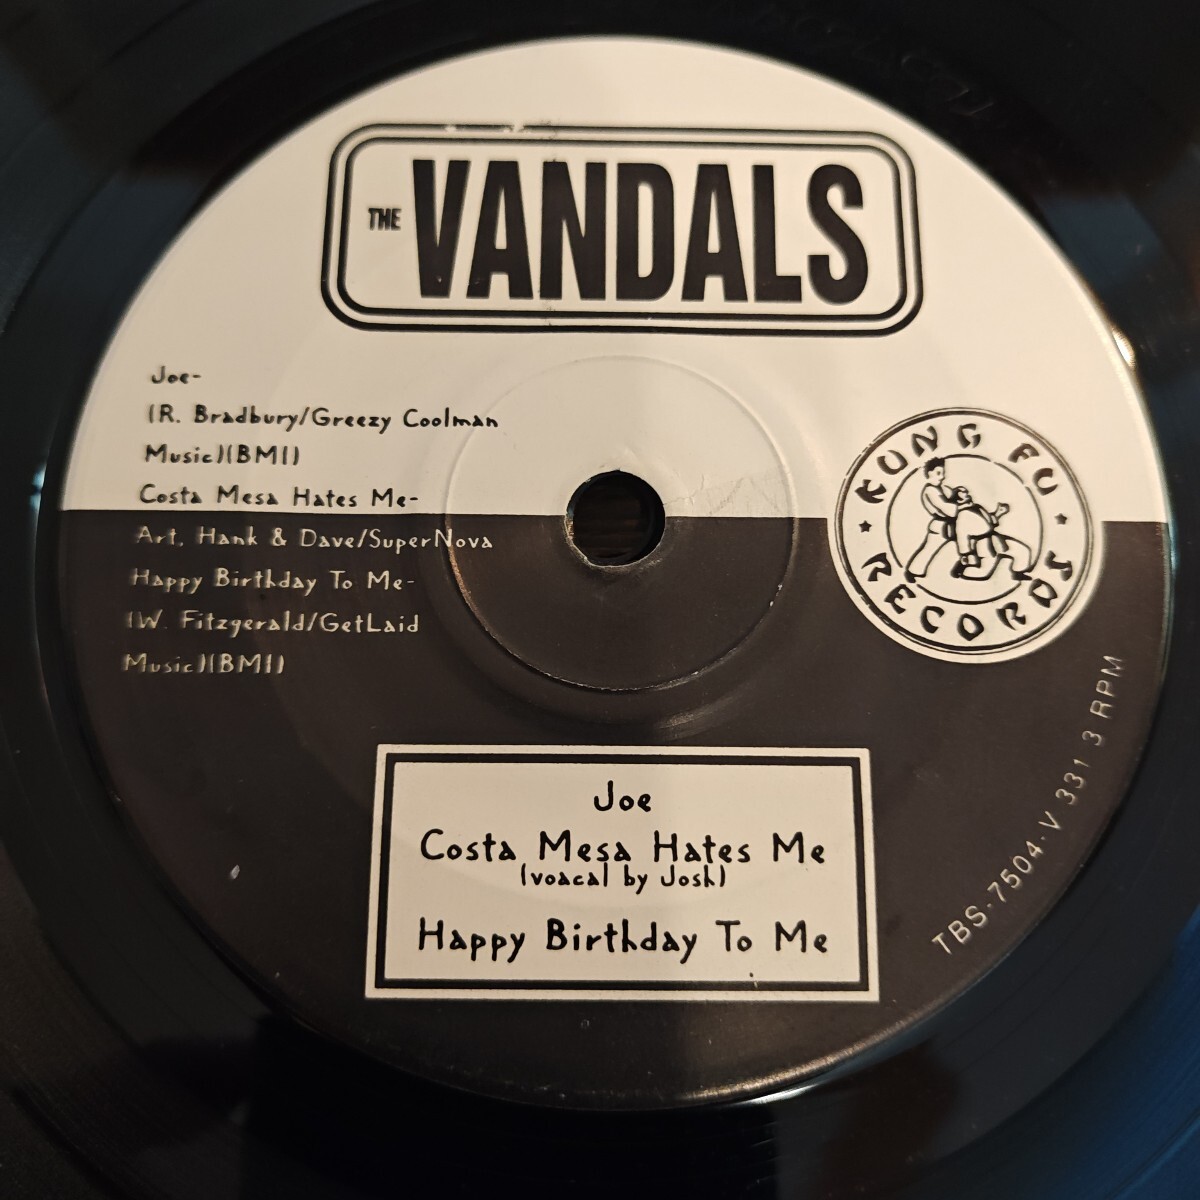 THE VANDALS
Joe-
(R. Bradbury/Greezy Coolman
Music)(BMI)
Costa Mesa Hates Me-
Art, Hank & Dave/SuperNova
Happy Birthday To Me-
(W. Fitzgerald/GetLaid
Music)(BMI)
KUNG FU
RECORDS
TBS-7504-V 331 3 RPM
Joe
Costa Mesa Hates Me
(voacal by Josh)
Happy Birthday To Me